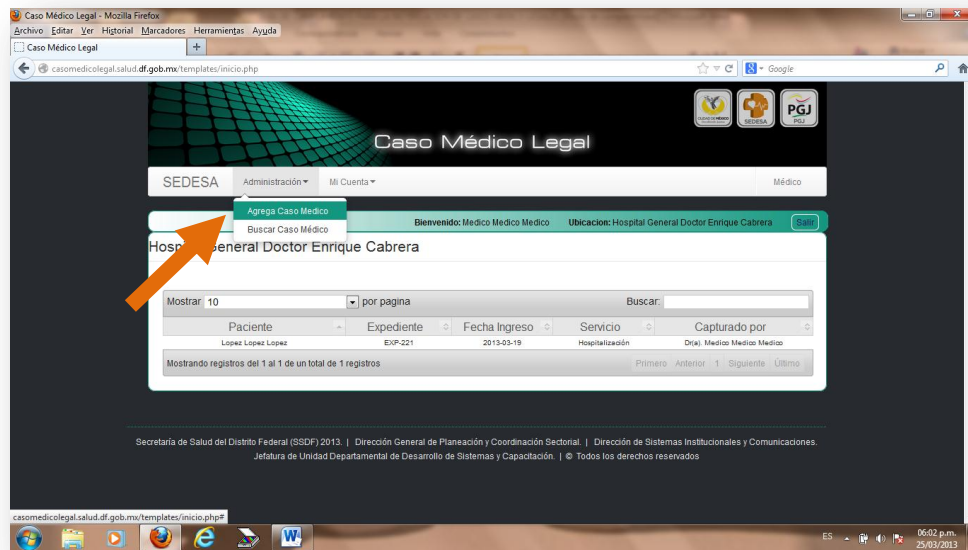 Caso Médico Legal - Mozilla Firefox
Archivo Editar Ver Historial Marcadores Herramientas Ayuda
Caso Médico Legal +
casomedicolegal.salud.df.gob.mx/templates/inicio.php Google
Caso Médico Legal
CIUDAD DE MÉXICO SEDESA PGJ PGJ
SEDESA Administración Mi Cuenta Médico
Agrega Caso Medico
Buscar Caso Médico
Bienvenido: Medico Medico Medico Ubicacion: Hospital General Doctor Enrique Cabrera Salir
Hospital General Doctor Enrique Cabrera
Mostrar 10 por pagina Buscar:
Paciente Expediente Fecha Ingreso Servicio Capturado por
Lopez Lopez Lopez EXP-221 2013-03-19 Hospitalización Dr(a). Medico Medico Medico
Mostrando registros del 1 al 1 de un total de 1 registros Primero Anterior 1 Siguiente Último
Secretaría de Salud del Distrito Federal (SSDF) 2013. | Dirección General de Planeación y Coordinación Sectorial. | Dirección de Sistemas Institucionales y Comunicaciones.
Jefatura de Unidad Departamental de Desarrollo de Sistemas y Capacitación. | © Todos los derechos reservados
casomedicolegal.salud.df.gob.mx/templates/inicio.php#
ES 06:02 p.m.
25/03/2013